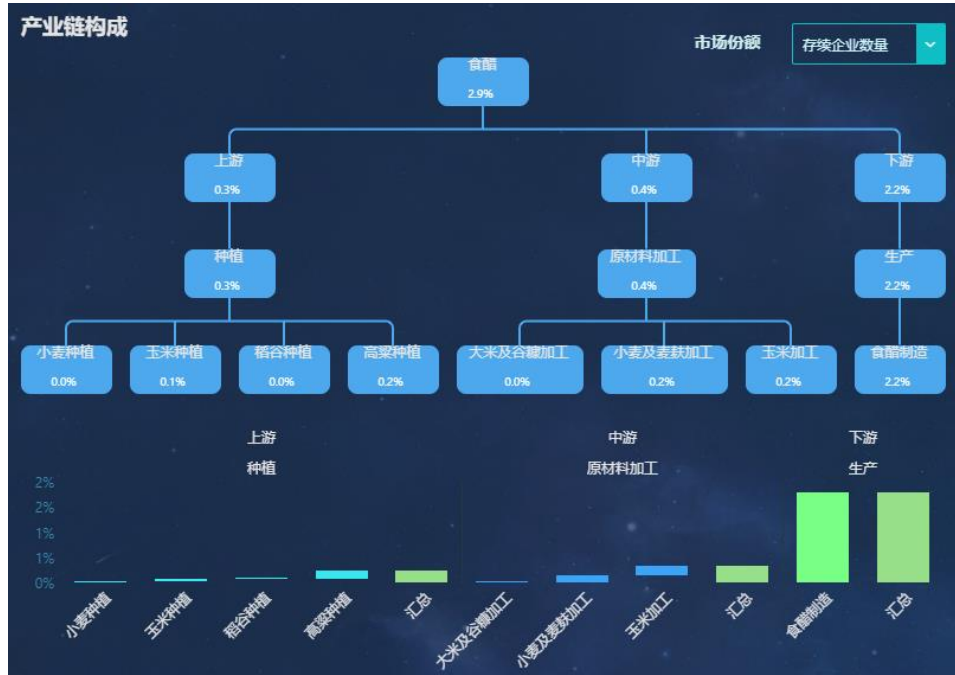 产业链构成
市场份额
存续企业数量
食醋
2.9%
上游
0.3%
中游
0.4%
下游
2.2%
种植
0.3%
原材料加工
0.4%
生产
2.2%
小麦种植
0.0%
玉米种植
0.1%
稻谷种植
0.0%
高粱种植
0.2%
大米及谷糠加工
0.0%
小麦及麦麸加工
0.2%
玉米加工
0.2%
食醋制造
2.2%
上游
中游
下游
种植
原材料加工
生产
2%
2%
1%
1%
0%
小麦种植
玉米种植
稻谷种植
高粱种植
汇总
大米及谷糠加工
小麦及麦麸加工
玉米加工
汇总
食醋制造
汇总